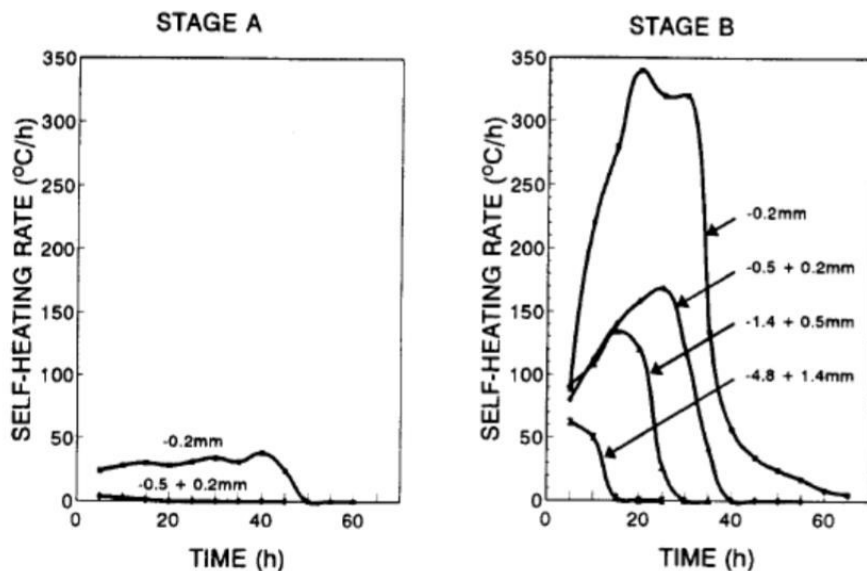 STAGE A
350
300
250
200
150
100
50
0
SELF-HEATING RATE (°C/h)
-0.2mm
-0.5 + 0.2mm
0 20 40 60
TIME (h)
STAGE B
350
300
250
200
150
100
50
0
SELF-HEATING RATE (°C/h)
-0.2mm
-0.5 + 0.2mm
-1.4 + 0.5mm
-4.8 + 1.4mm
0 20 40 60
TIME (h)